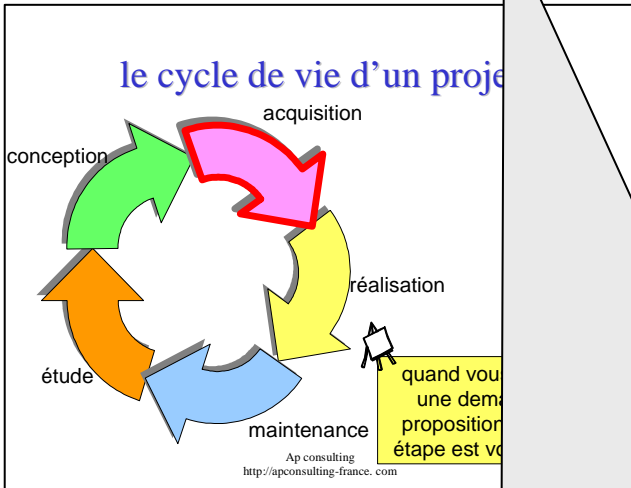 le cycle de vie d'un proje
acquisition
conception
réalisation
étude
maintenance
quand vou
une dema
proposition
étape est vo
Ap consulting
http://apconsulting-france. com